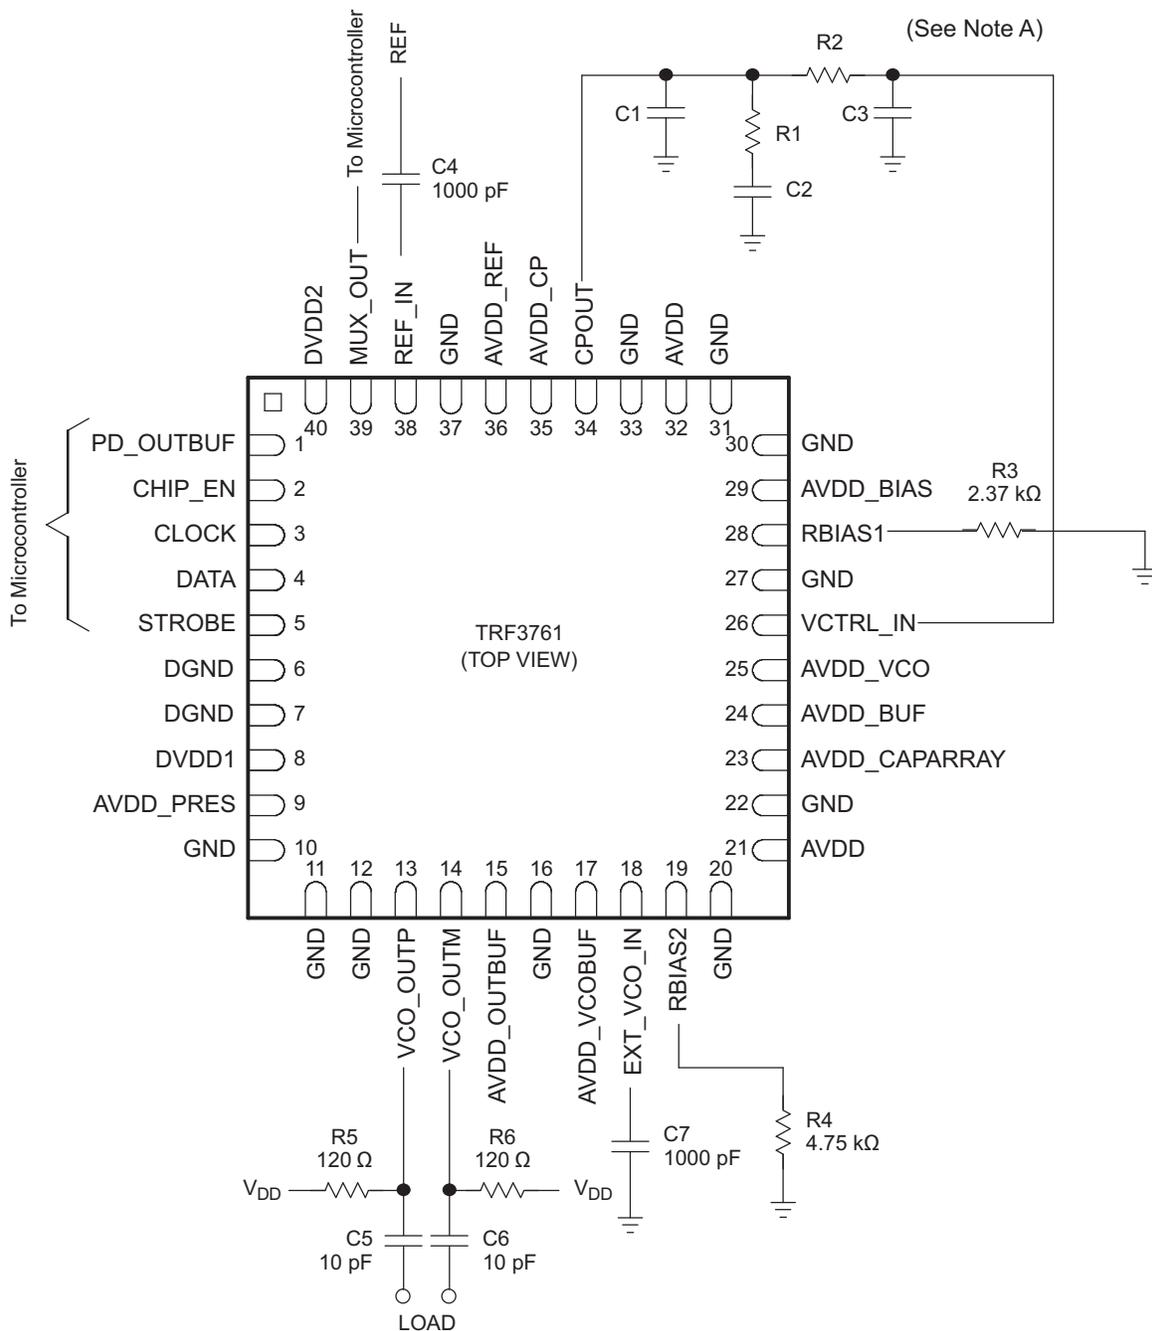 (See Note A)
R2
C1
R1
C3
C2
To Microcontroller
REF
C4
1000 pF
DVDD2
MUX_OUT
REF_IN
GND
AVDD_REF
AVDD_CP
CPOUT
GND
AVDD
GND
40
39
38
37
36
35
34
33
32
31
To Microcontroller
PD_OUTBUF 1
CHIP_EN 2
CLOCK 3
DATA 4
STROBE 5
DGND 6
DGND 7
DVDD1 8
AVDD_PRES 9
GND 10
TRF3761
(TOP VIEW)
30 GND
29 AVDD_BIAS
28 RBIAS1
27 GND
26 VCTRL_IN
25 AVDD_VCO
24 AVDD_BUF
23 AVDD_CAPARRAY
22 GND
21 AVDD
R3
2.37 kΩ
11
12
13
14
15
16
17
18
19
20
GND
GND
VCO_OUTP
VCO_OUTM
AVDD_OUTBUF
GND
AVDD_VCOBUF
EXT_VCO_IN
RBIAS2
GND
R5
120 Ω
R6
120 Ω
C7
1000 pF
R4
4.75 kΩ
VDD
VDD
C5
10 pF
C6
10 pF
LOAD